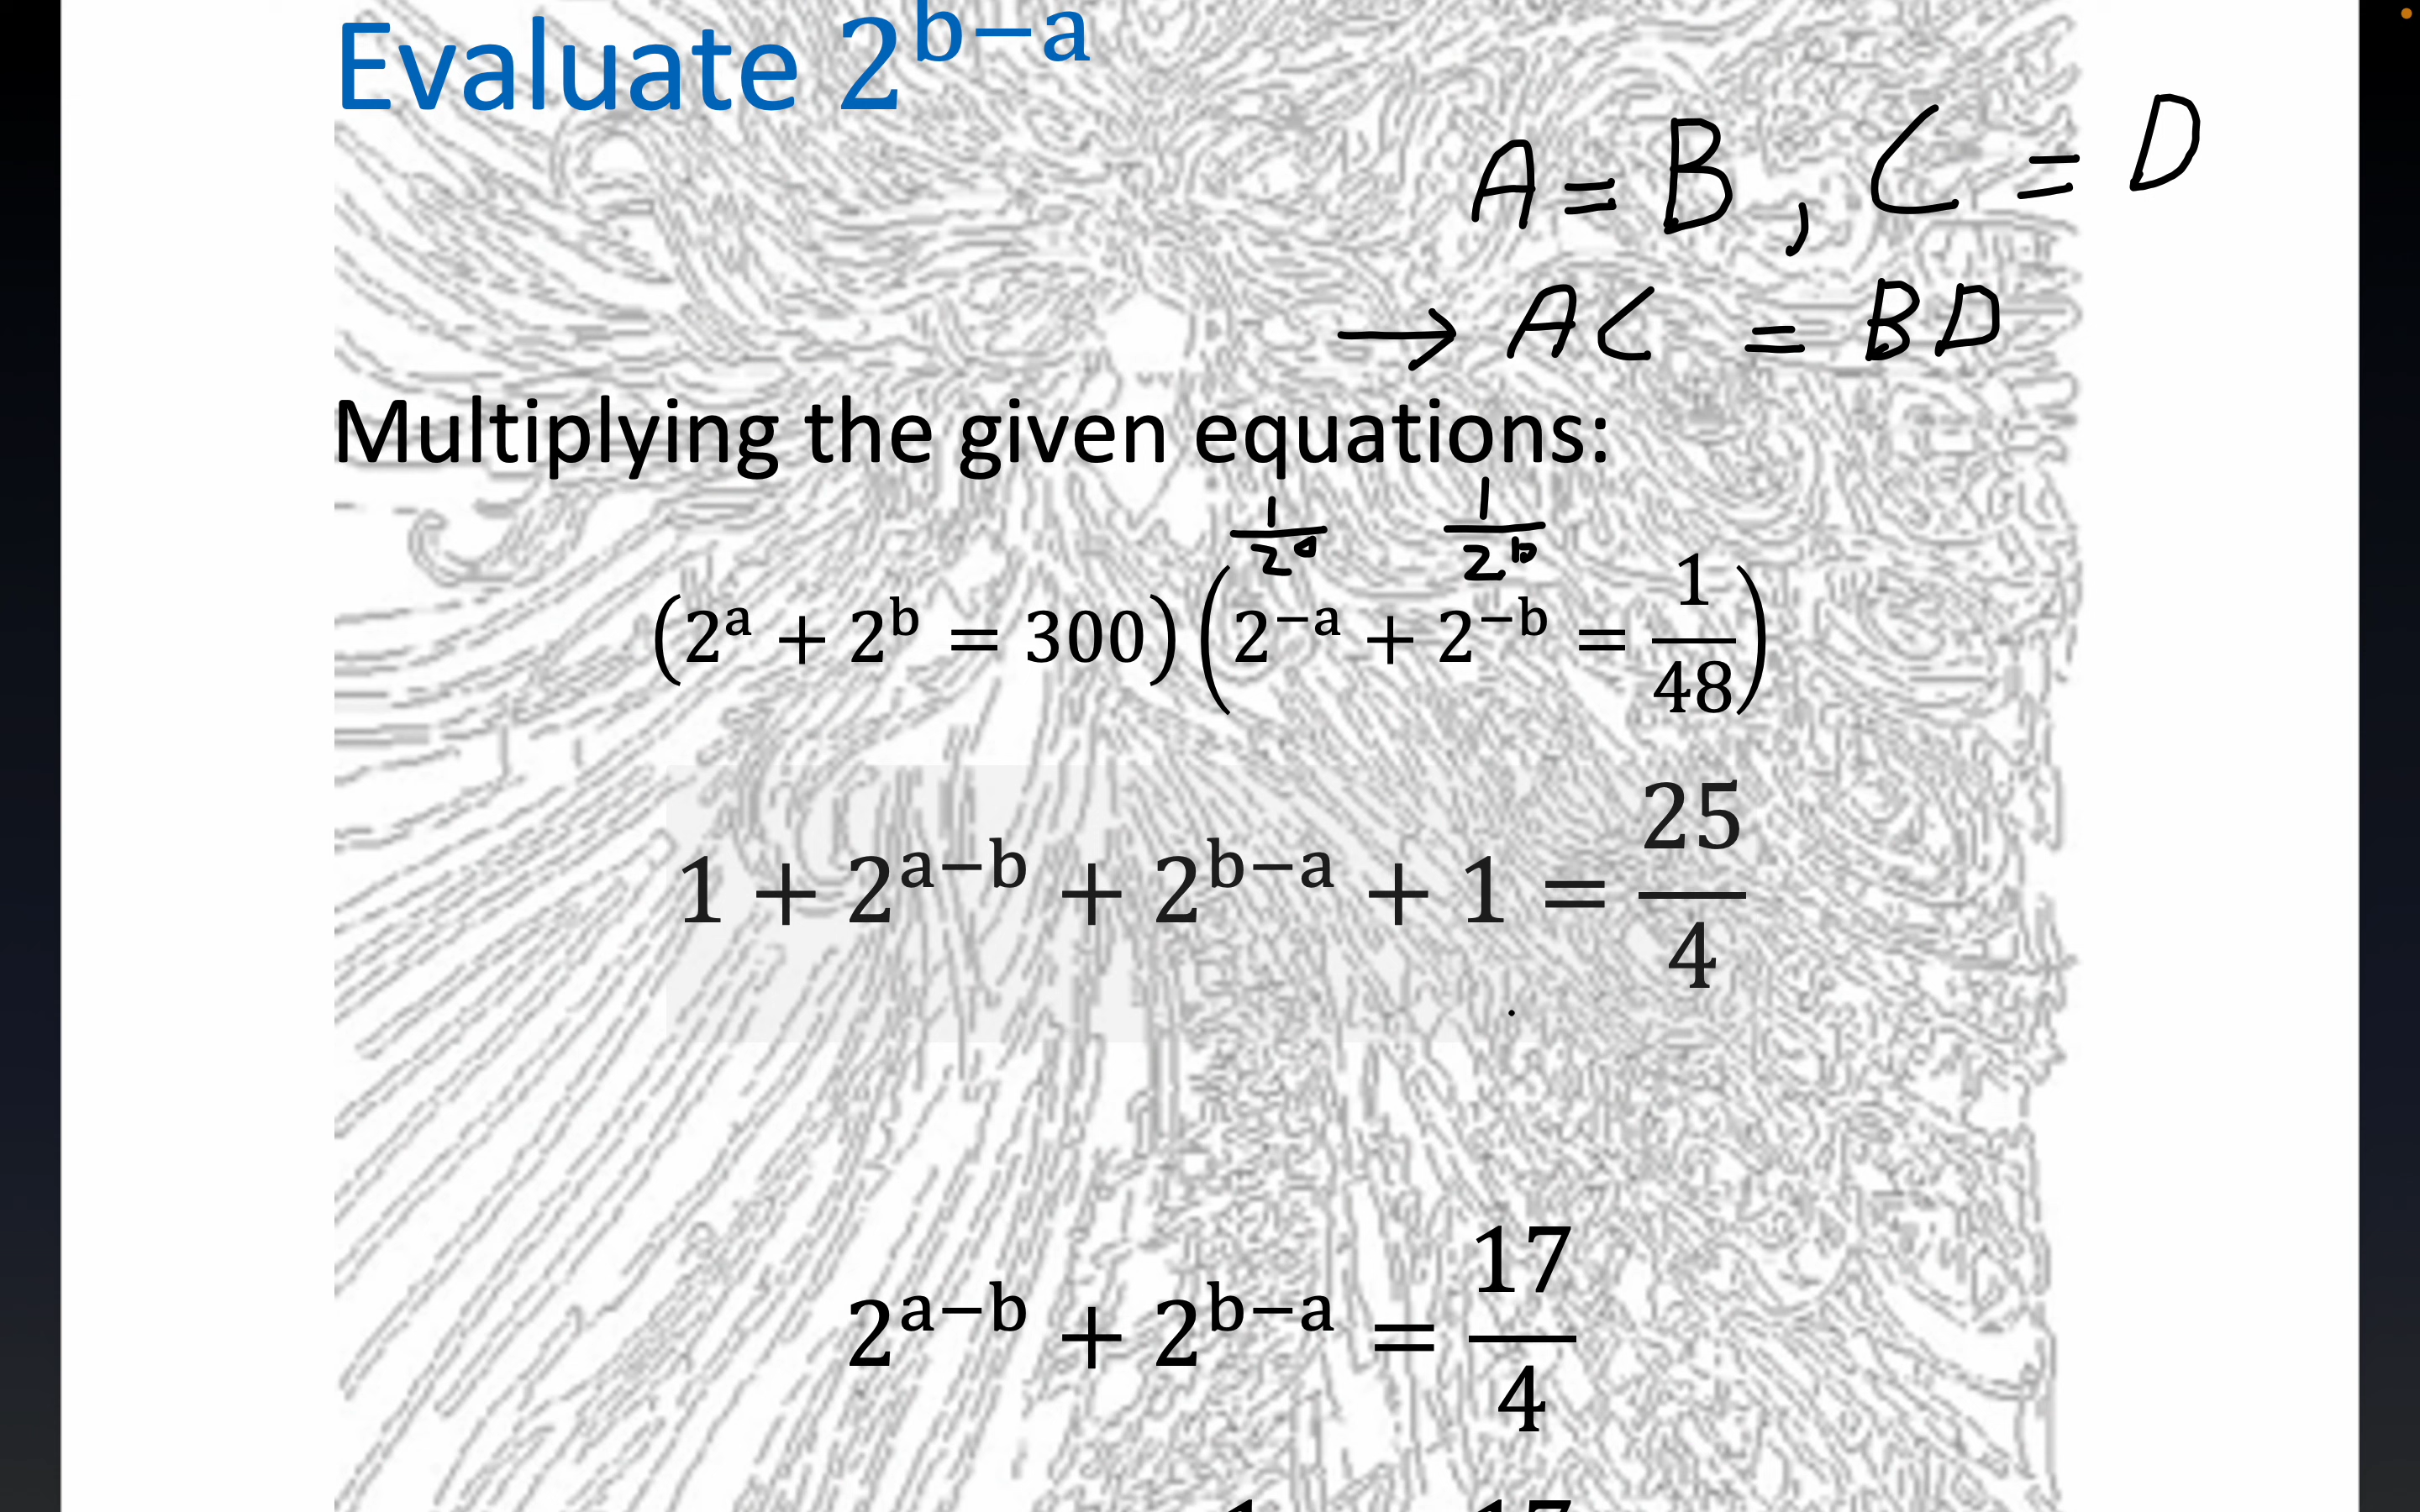 Evaluate 2^{b−a}
A = B , C = D
→ AC = BD
Multiplying the given equations:
1/2^a 1/2^b
(2^a + 2^b = 300)(2^{−a} + 2^{−b} = 1/48)
1 + 2^{a−b} + 2^{b−a} + 1 = 25/4
2^{a−b} + 2^{b−a} = 17/4